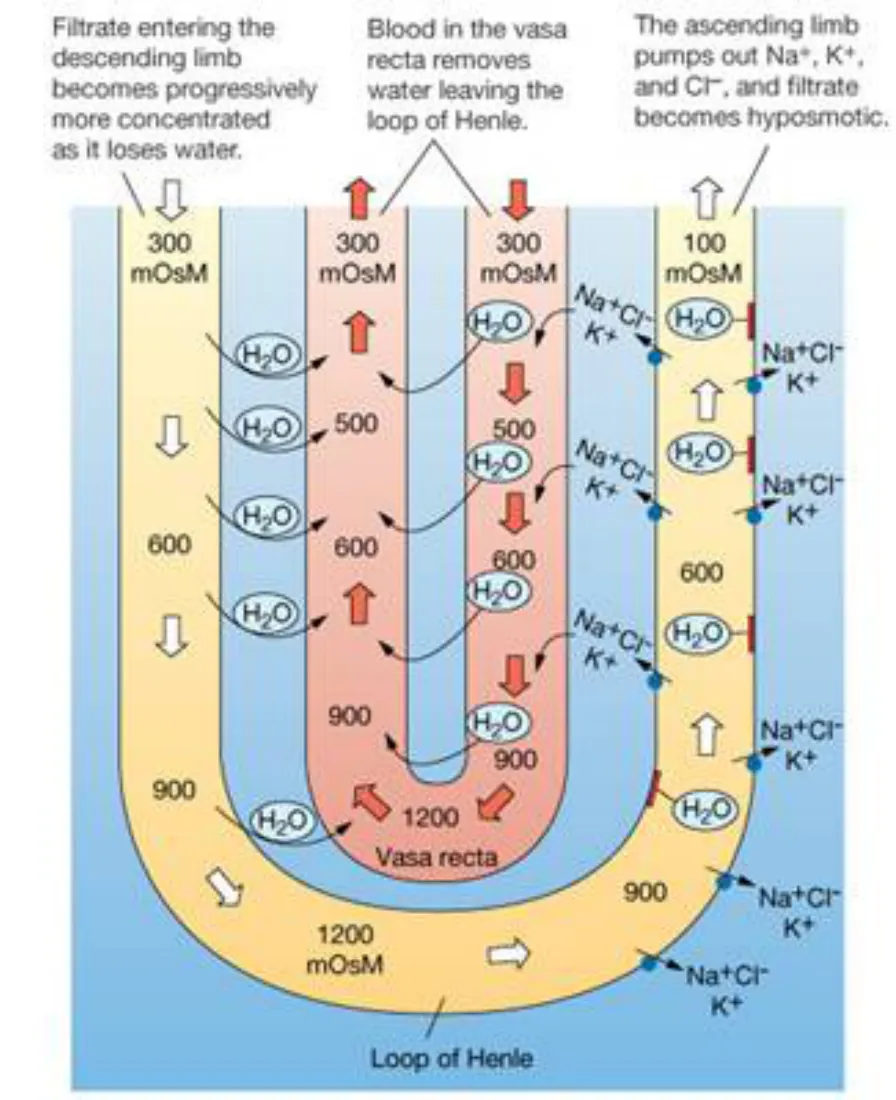 Filtrate entering the
descending limb
becomes progressively
more concentrated
as it loses water.
Blood in the vasa
recta removes
water leaving the
loop of Henle.
The ascending limb
pumps out Na⁺, K⁺,
and Cl⁻, and filtrate
becomes hyposmotic.
300
mOsM
300
mOsM
300
mOsM
100
mOsM
H₂O
H₂O
Na⁺Cl⁻
K⁺
H₂O
Na⁺Cl⁻
K⁺
H₂O
500
500
H₂O
Na⁺Cl⁻
K⁺
H₂O
Na⁺Cl⁻
K⁺
H₂O
600
600
600
600
H₂O
H₂O
Na⁺Cl⁻
K⁺
H₂O
900
H₂O
900
Na⁺Cl⁻
K⁺
900
H₂O
1200
Vasa recta
H₂O
900
Na⁺Cl⁻
K⁺
1200
mOsM
Na⁺Cl⁻
K⁺
Loop of Henle